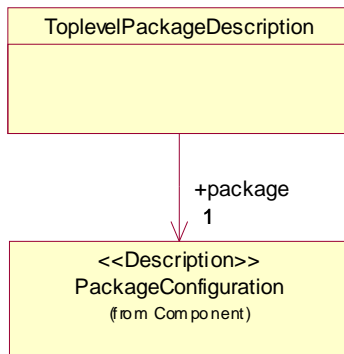 ToplevelPackageDescription
+package
1
<<Description>>
PackageConfiguration
(from Component)